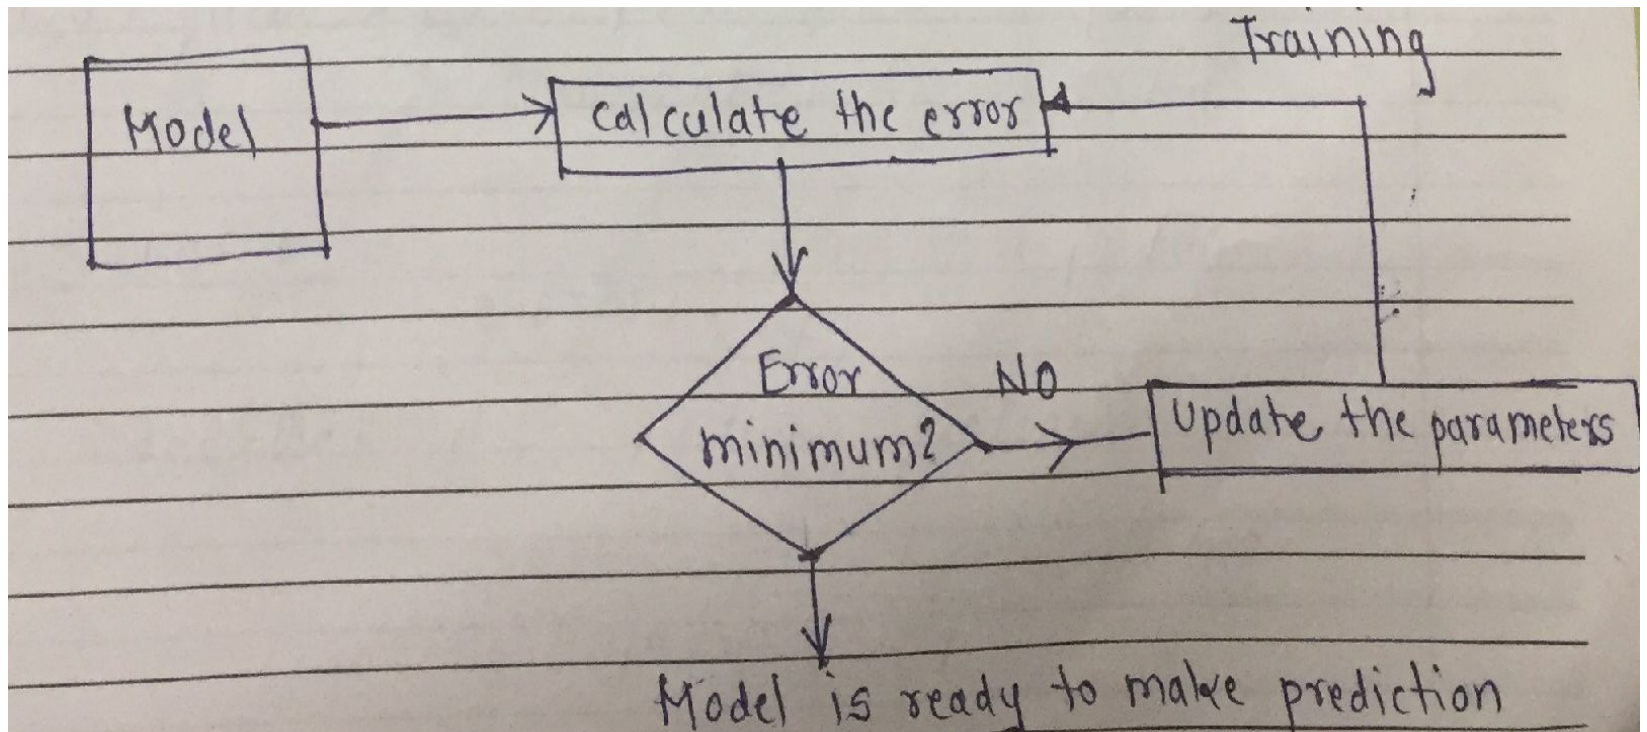 Training
Model
Calculate the error
Error
minimum?
NO
Update the parameters
Model is ready to make prediction